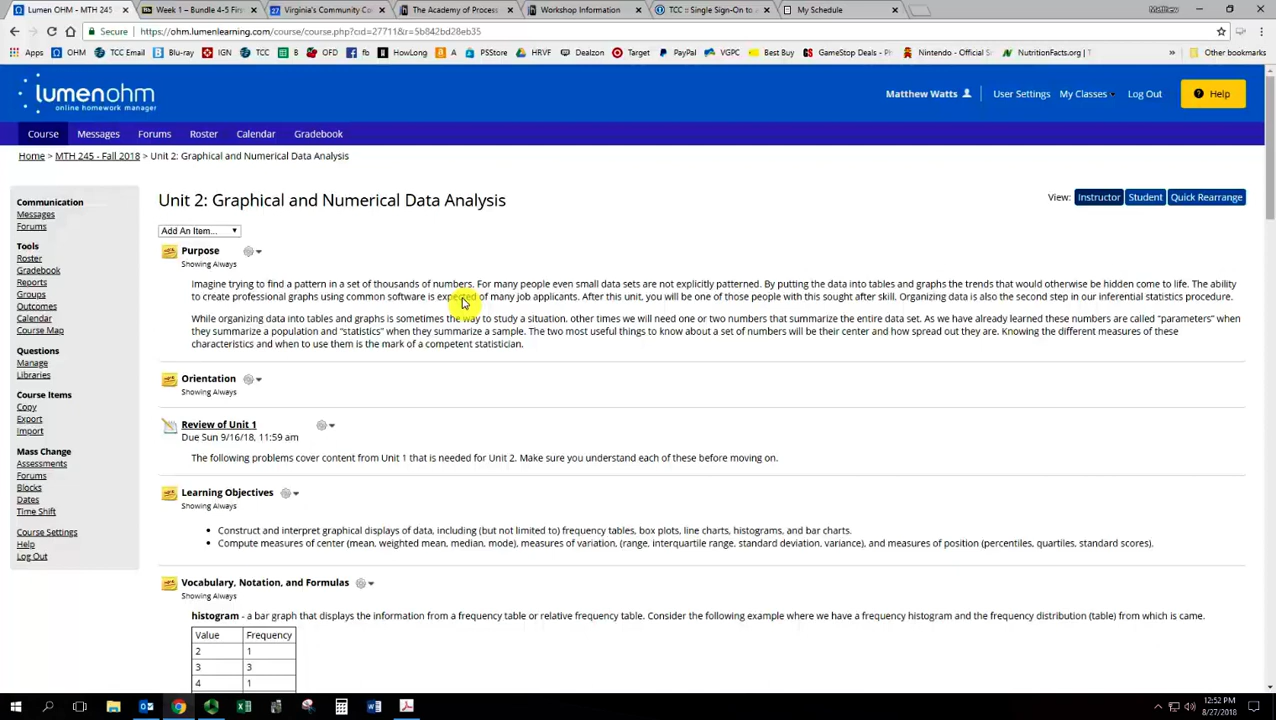 Lumen OHM - MTH 245
Week 1 – Bundle 4-5 First
Virginia's Community Co
The Academy of Process
Workshop Information
TCC :: Single Sign-On to
My Schedule
Matthew
Secure
https://ohm.lumenlearning.com/course/course.php?cid=27711&r=5b842bd28eb35
Apps OHM TCC Email Blu-ray IGN TCC OFD fb HowLong A PSStore HRVF Dealzon Target PayPal VGPC Best Buy GameStop Deals - Nintendo - Official NutritionFacts.org Other bookmarks
lumenohm
online homework
manager
Matthew Watts User Settings My Classes Log Out Help
Course Messages Forums Roster Calendar Gradebook
Home > MTH 245 - Fall 2018 > Unit 2: Graphical and Numerical Data Analysis
Communication
Messages
Forums
Tools
Roster
Gradebook
Reports
Groups
Outcomes
Calendar
Course Map
Questions
Manage
Libraries
Course Items
Copy
Export
Import
Mass Change
Assessments
Forums
Blocks
Dates
Time Shift
Course Settings
Help
Log Out
Unit 2: Graphical and Numerical Data Analysis
View: Instructor Student Quick Rearrange
Add An Item...
Purpose
Showing Always
Imagine trying to find a pattern in a set of thousands of numbers. For many people even small data sets are not explicitly patterned. By putting the data into tables and graphs the trends that would otherwise be hidden come to life. The ability
to create professional graphs using common software is expected of many job applicants. After this unit, you will be one of those people with this sought after skill. Organizing data is also the second step in our inferential statistics procedure.
While organizing data into tables and graphs is sometimes the way to study a situation. other times we will need one or two numbers that summarize the entire data set. As we have already learned these numbers are called "parameters" when
they summarize a population and "statistics" when they summarize a sample. The two most useful things to know about a set of numbers will be their center and how spread out they are. Knowing the different measures of these
characteristics and when to use them is the mark of a competent statistician.
Orientation
Showing Always
Review of Unit 1
Due Sun 9/16/18, 11:59 am
The following problems cover content from Unit 1 that is needed for Unit 2. Make sure you understand each of these before moving on.
Learning Objectives
Showing Always
• Construct and interpret graphical displays of data, including (but not limited to) frequency tables, box plots, line charts, histograms, and bar charts.
• Compute measures of center (mean, weighted mean, median, mode), measures of variation, (range, interquartile range, standard deviation, variance), and measures of position (percentiles, quartiles, standard scores).
Vocabulary, Notation, and Formulas
Showing Always
histogram - a bar graph that displays the information from a frequency table or relative frequency table. Consider the following example where we have a frequency histogram and the frequency distribution (table) from which is came.
Value Frequency
2 1
3 3
4 1
12:52 PM
8/27/2018